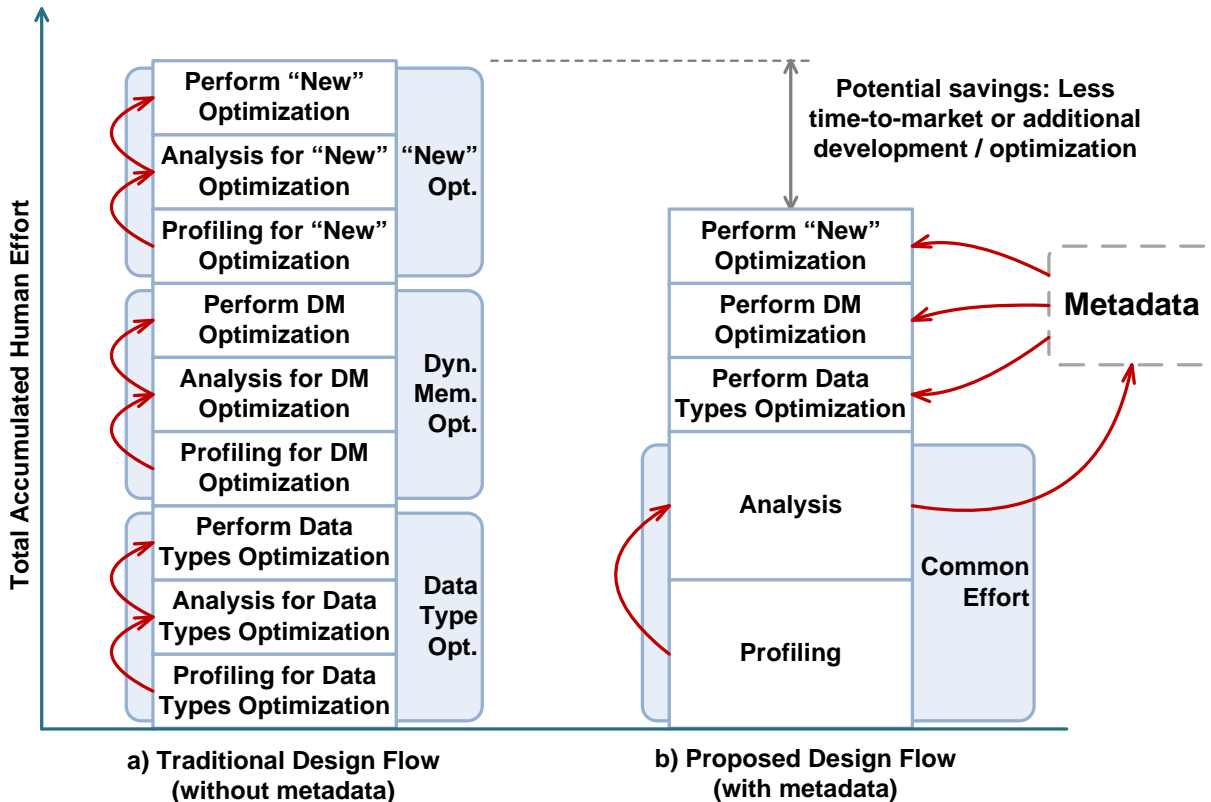 Total Accumulated Human Effort
Perform “New”
Optimization
Analysis for “New”
Optimization
Profiling for “New”
Optimization
“New”
Opt.
Perform DM
Optimization
Analysis for DM
Optimization
Profiling for DM
Optimization
Dyn.
Mem.
Opt.
Perform Data
Types Optimization
Analysis for Data
Types Optimization
Profiling for Data
Types Optimization
Data
Type
Opt.
a) Traditional Design Flow
(without metadata)
Potential savings: Less
time-to-market or additional
development / optimization
Perform “New”
Optimization
Perform DM
Optimization
Perform Data
Types Optimization
Analysis
Profiling
Common
Effort
Metadata
b) Proposed Design Flow
(with metadata)